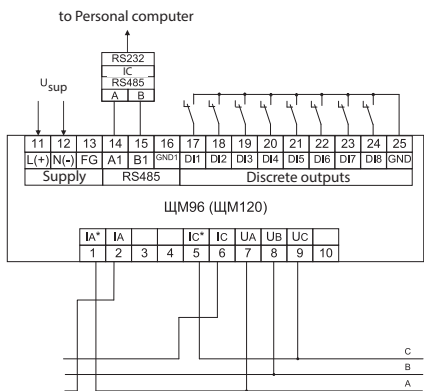 to Personal computer
RS232
IC
RS485
A B
Usup
11 12 13 14 15 16 17 18 19 20 21 22 23 24 25
L(+) N(-) FG A1 B1 GND1 DI1 DI2 DI3 DI4 DI5 DI6 DI7 DI8 GND
Supply RS485 Discrete outputs
ЩМ96 (ЩМ120)
IA* IA IC* IC UA UB UC
1 2 3 4 5 6 7 8 9 10
C
B
A